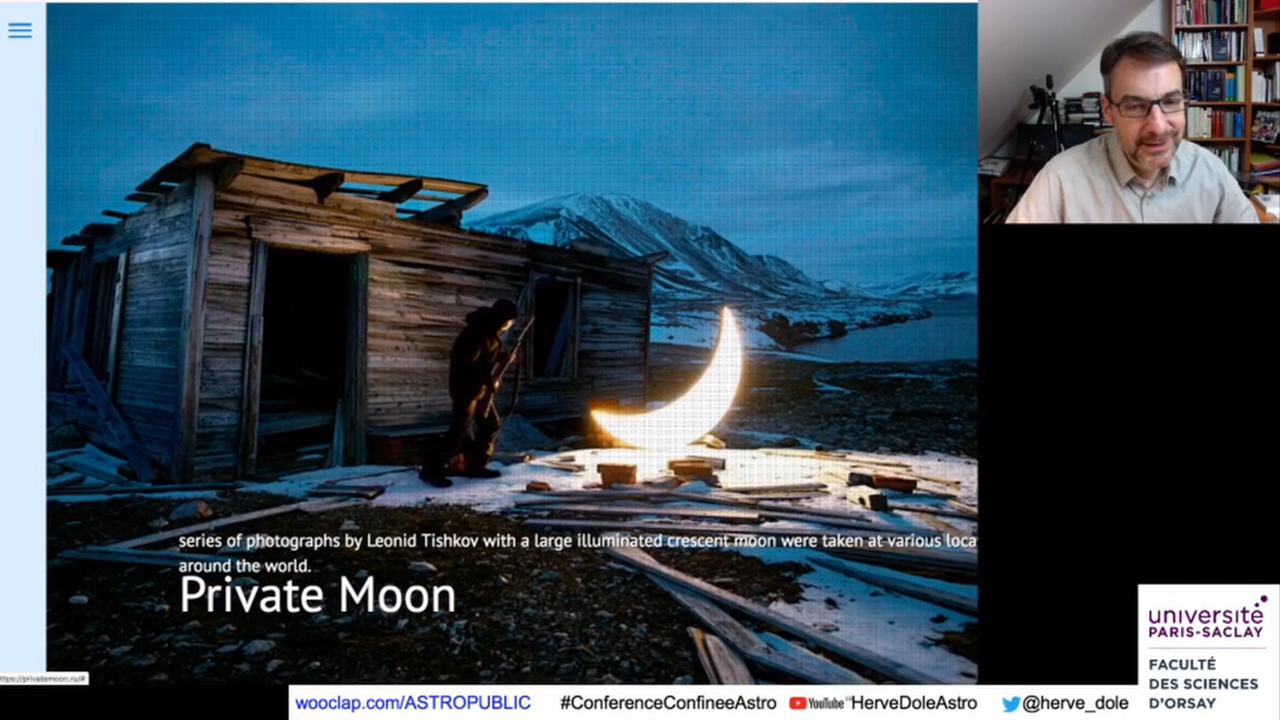 series of photographs by Leonid Tishkov with a large illuminated crescent moon were taken at various loca
around the world.
Private Moon
ttps://privatemoon.ru/#
wooclap.com/ASTROPUBLIC #ConferenceConfineeAstro YouTube HerveDoleAstro @herve_dole
université
PARIS-SACLAY
FACULTÉ
DES SCIENCES
D'ORSAY